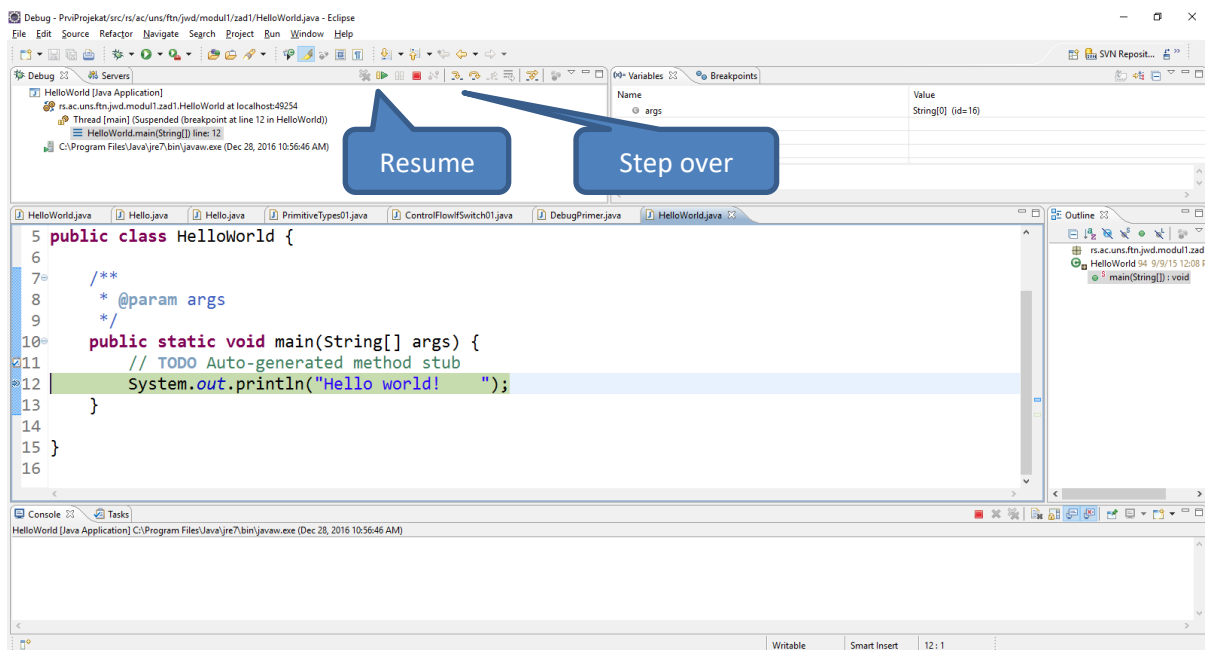 Debug - PrviProjekat/src/rs/ac/uns/ftn/jwd/modul1/zad1/HelloWorld.java - Eclipse
File Edit Source Refactor Navigate Search Project Run Window Help
SVN Reposit...
Debug Servers
Variables Breakpoints
HelloWorld [Java Application]
rs.ac.uns.ftn.jwd.modul1.zad1.HelloWorld at localhost:49254
Thread [main] (Suspended (breakpoint at line 12 in HelloWorld))
HelloWorld.main(String[]) line: 12
C:\Program Files\Java\jre7\bin\javaw.exe (Dec 28, 2016 10:56:46 AM)
Name Value
args String[0] (id=16)
Resume
Step over
HelloWorld.java Hello.java Hello.java PrimitiveTypes01.java ControlFlowIfSwitch01.java DebugPrimer.java HelloWorld.java
Outline
rs.ac.uns.ftn.jwd.modul1.zad
HelloWorld 94 9/9/15 12:08
main(String[]) : void
5 public class HelloWorld {
6
7 /**
8 * @param args
9 */
10 public static void main(String[] args) {
11 // TODO Auto-generated method stub
12 System.out.println("Hello world!    ");
13 }
14
15 }
16
Console Tasks
HelloWorld [Java Application] C:\Program Files\Java\jre7\bin\javaw.exe (Dec 28, 2016 10:56:46 AM)
Writable Smart Insert 12 : 1